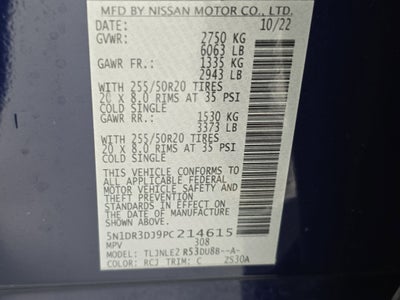 MFD BY NISSAN MOTOR CO., LTD.
DATE: 10/22
GVWR: 2750 KG
6063 LB
GAWR FR.: 1335 KG
2943 LB
WITH 255/50R20 TIRES
20 X 8.0 RIMS AT 35 PSI
COLD SINGLE
GAWR RR.: 1530 KG
3373 LB
WITH 255/50R20 TIRES
20 X 8.0 RIMS AT 35 PSI
COLD SINGLE
THIS VEHICLE CONFORMS TO
ALL APPLICABLE FEDERAL
MOTOR VEHICLE SAFETY
AND THEFT PREVENTION
STANDARDS IN EFFECT
ON THE DATE OF MANUFACTURE
SHOWN ABOVE.
5N1DR3DJ9PC214615
MPV 308
MODEL: TLJNLEZ R53DU8B--A-
COLOR: RCJ TRIM: C ZS30A